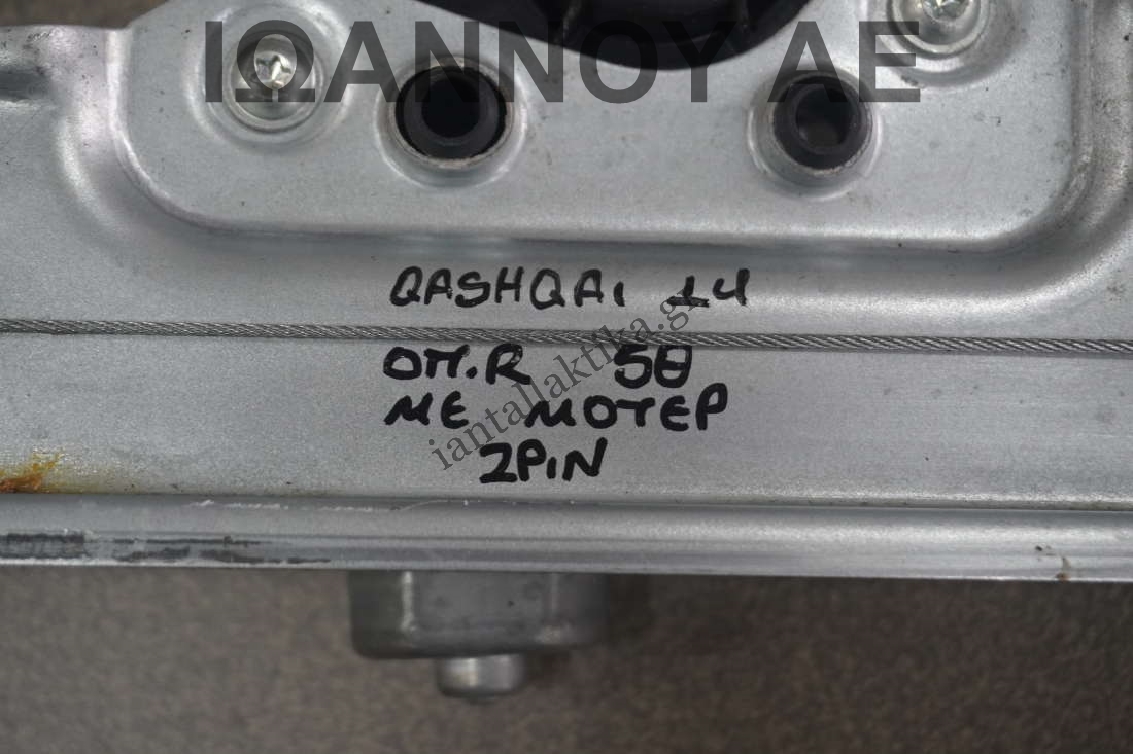 ΙΩΑΝΝΟΥ ΑΕ
QASHQAi 14
ΟΠ.R 5θ
ΜΕ ΜΟΤΕΡ
2PiN
iantallaktika.gr